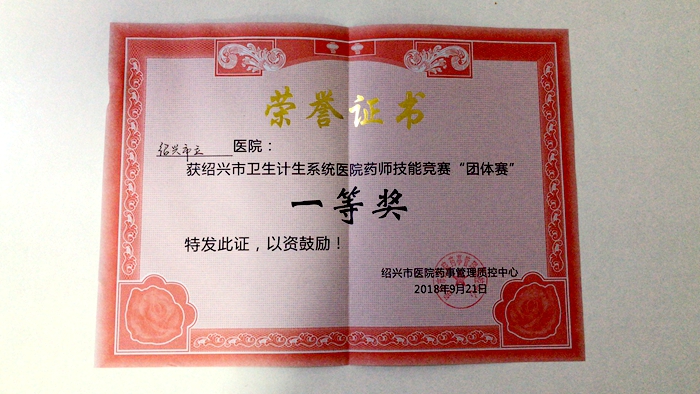 荣誉证书
绍兴市立医院：
获绍兴市卫生计生系统医院药师技能竞赛“团体赛”
一等奖
特发此证，以资鼓励！
绍兴市医院药事管理质控中心
2018年9月21日